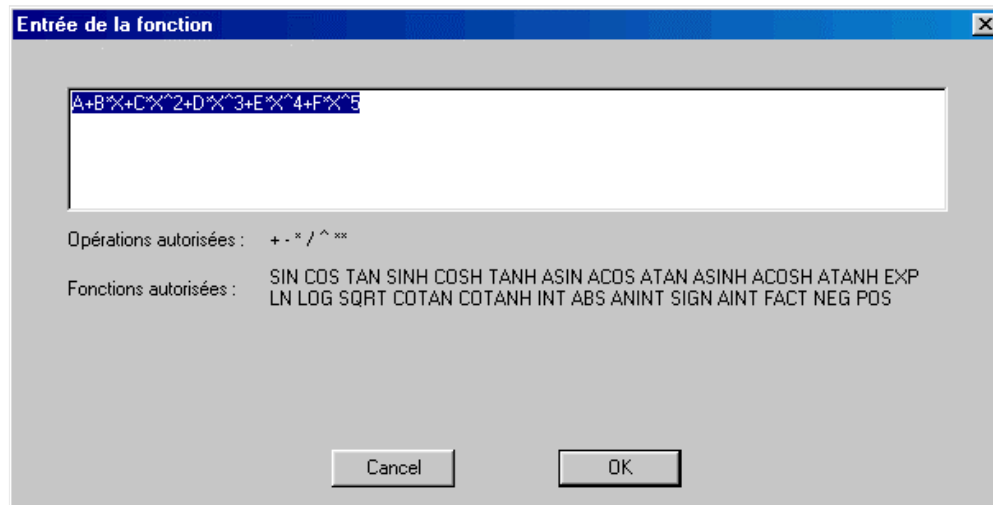 Entrée de la fonction
A+B*X+C*X^2+D*X^3+E*X^4+F*X^5
Opérations autorisées : + - * / ^ **
Fonctions autorisées : SIN COS TAN SINH COSH TANH ASIN ACOS ATAN ASINH ACOSH ATANH EXP
LN LOG SQRT COTAN COTANH INT ABS ANINT SIGN AINT FACT NEG POS
Cancel OK